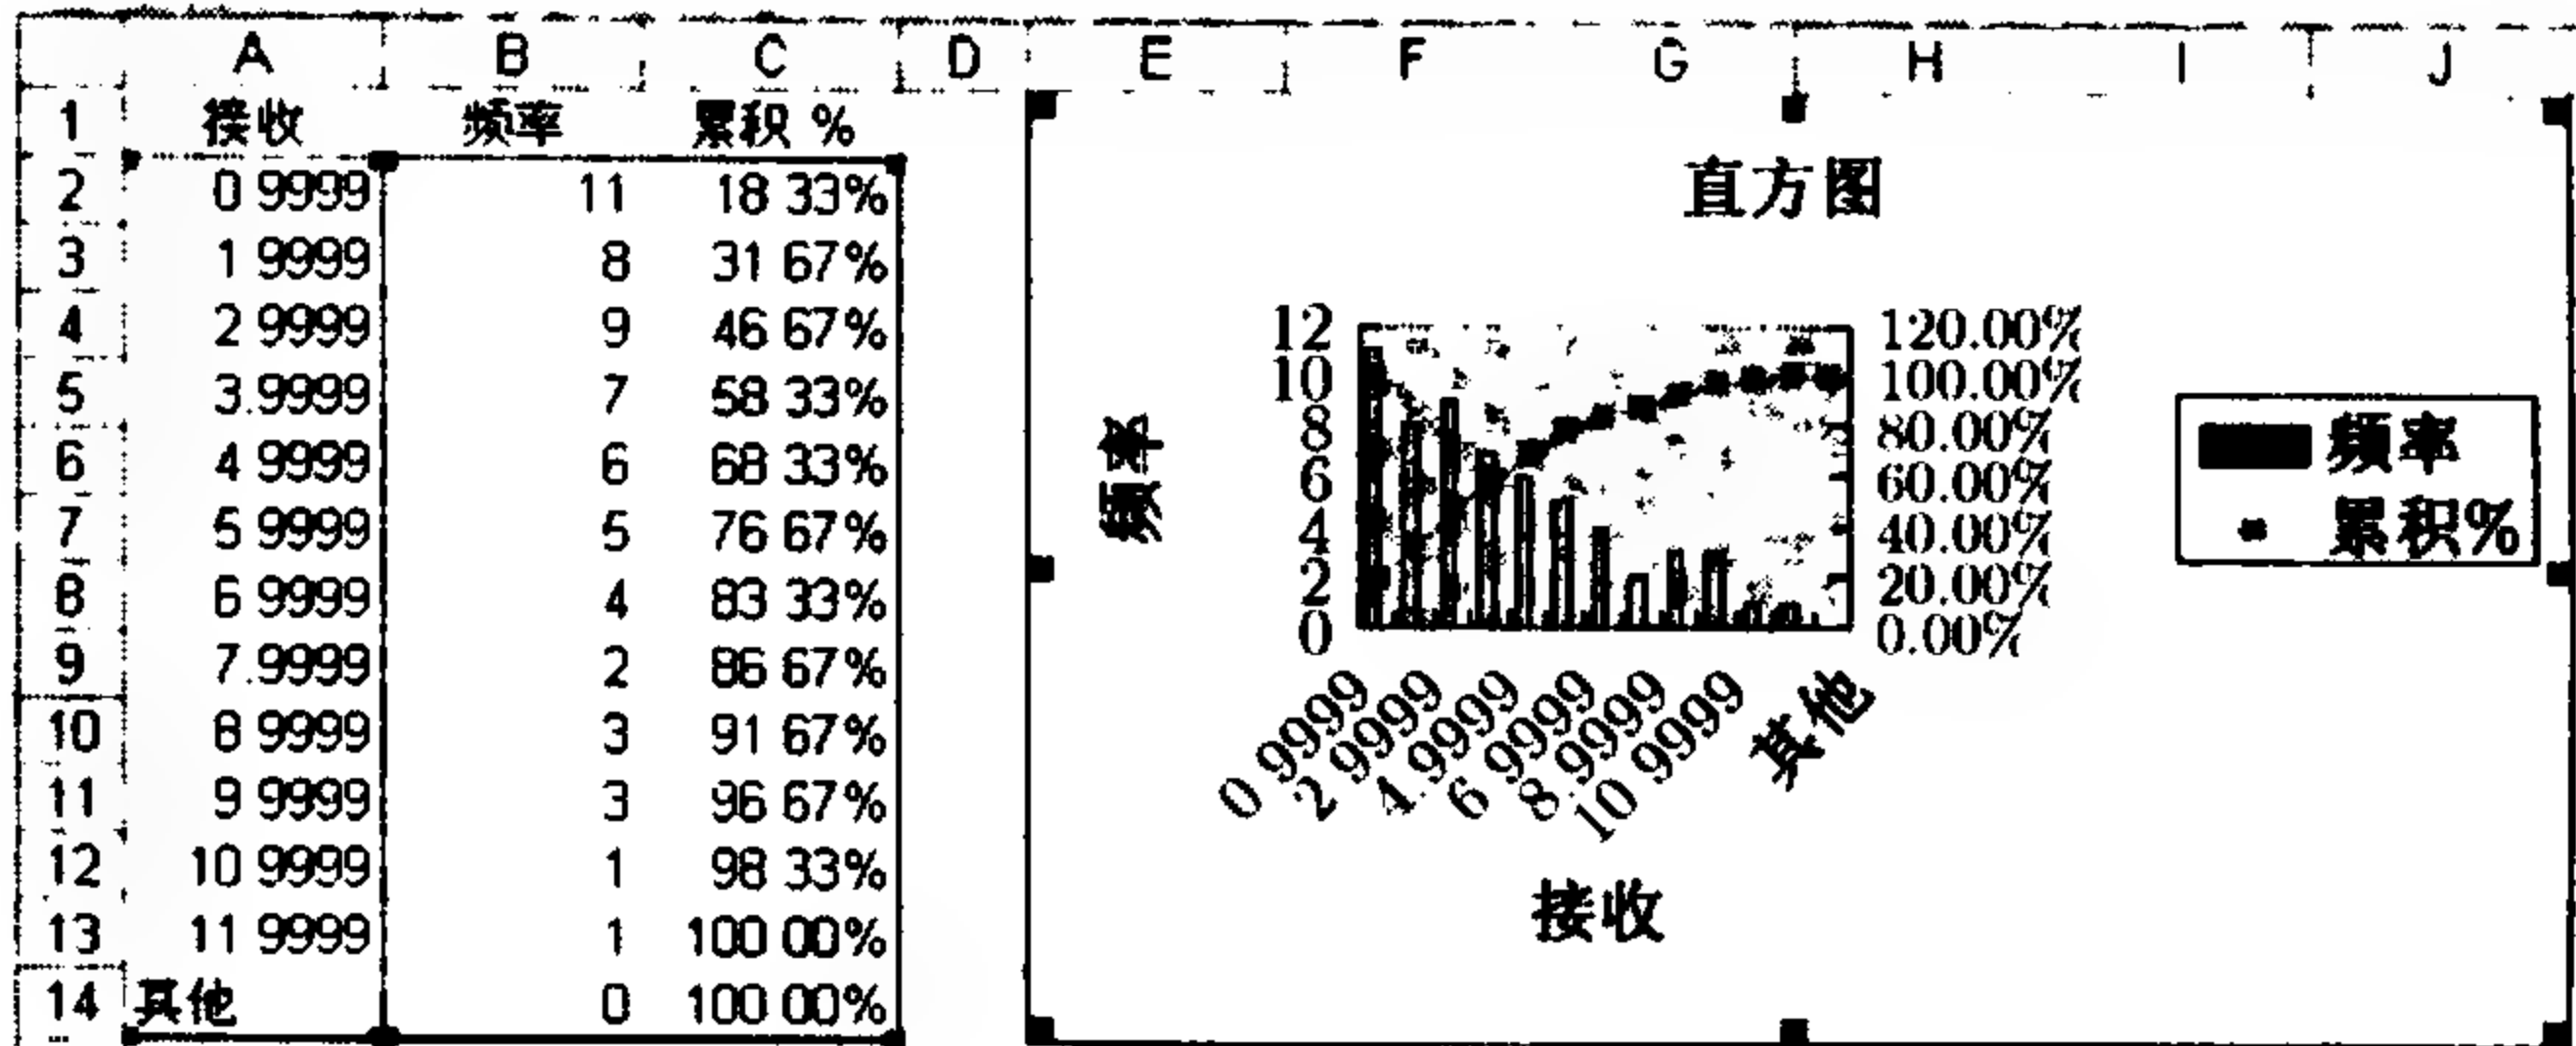 A B C D E F G H I J
1 接收 频率 累积 %
2 0 9999 11 18 33%
3 1 9999 8 31 67%
4 2 9999 9 46 67%
5 3.9999 7 58 33%
6 4 9999 6 68 33%
7 5 9999 5 76 67%
8 6 9999 4 83 33%
9 7.9999 2 86 67%
10 8 9999 3 91 67%
11 9 9999 3 96 67%
12 10 9999 1 98 33%
13 11 9999 1 100 00%
14 其他 0 100 00%
直方图
12 120.00%
10 100.00%
8 80.00%
6 60.00%
4 40.00%
2 20.00%
0 0.00%
频率
0 9999 2 9999 4.9999 6 9999 8.9999 10 9999 其他
接收
频率
累积%